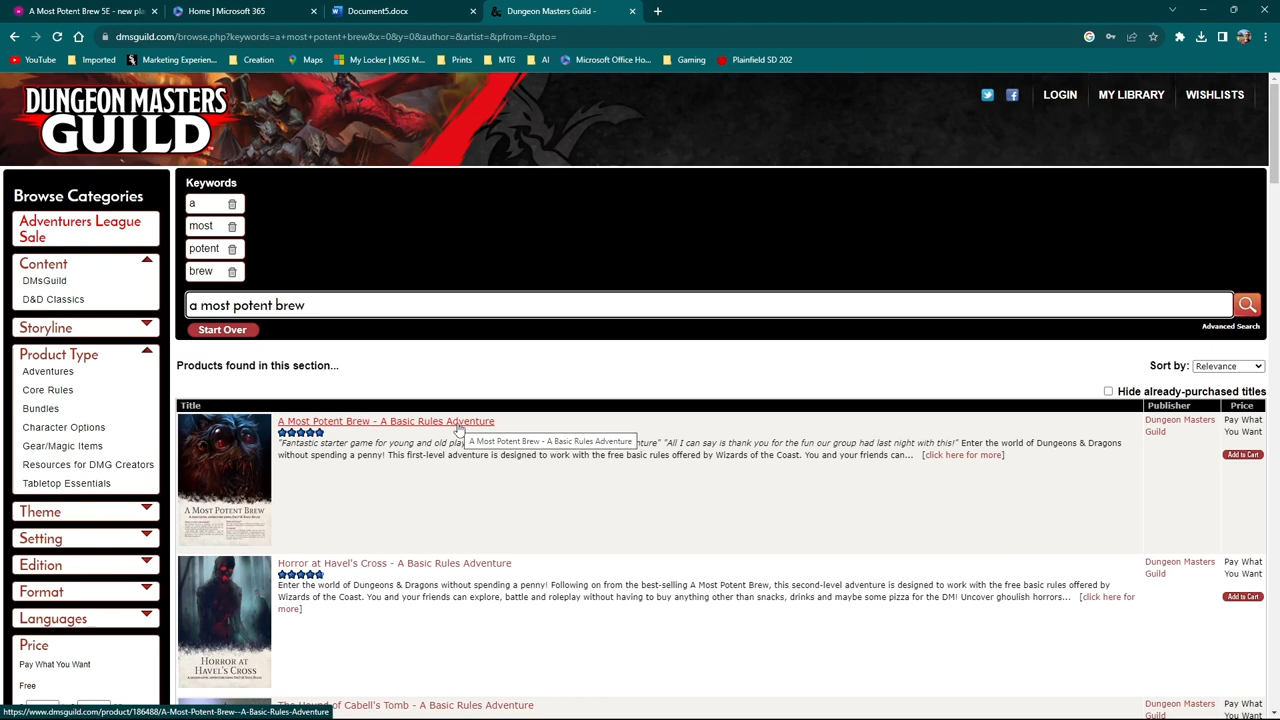 A Most Potent Brew 5E - new - pla
Home | Microsoft 365
Document5.docx
Dungeon Masters Guild -
dmsguild.com/browse.php?keywords=a+most+potent+brew&x=0&y=0&author=&artist=&pfrom=&pto=
YouTube
Imported
Marketing Experien...
Creation
Maps
My Locker | MSG M...
Prints
MTG
AI
Microsoft Office Ho...
Gaming
Plainfield SD 202
DUNGEON MASTERS
GUILD
LOGIN
MY LIBRARY
WISHLISTS
Browse Categories
Adventurers League
Sale
Content
DMsGuild
D&D Classics
Storyline
Product Type
Adventures
Core Rules
Bundles
Character Options
Gear/Magic Items
Resources for DMG Creators
Tabletop Essentials
Theme
Setting
Edition
Format
Languages
Price
Pay What You Want
Free
Keywords
a
most
potent
brew
a most potent brew
Start Over
Advanced Search
Products found in this section...
Sort by: Relevance
Hide already-purchased titles
Title
Publisher
Price
A Most Potent Brew - A Basic Rules Adventure
A Most Potent Brew - A Basic Rules Adventure
"Fantastic starter game for young and old pla
nture" "All I can say is thank you for the fun our group had last night with this!" Enter the world of Dungeons & Dragons
without spending a penny! This first-level adventure is designed to work with the free basic rules offered by Wizards of the Coast. You and your friends can... [click here for more]
Dungeon Masters
Guild
Pay What
You Want
Add to Cart
A MOST POTENT BREW
Horror at Havel's Cross - A Basic Rules Adventure
Enter the world of Dungeons & Dragons without spending a penny! Following on from the best-selling A Most Potent Brew, this second-level adventure is designed to work with the free basic rules offered by
Wizards of the Coast. You and your friends can explore, battle and roleplay without having to buy anything other than snacks, drinks and maybe some pizza for the DM! Uncover ghoulish horrors... [click here for
more]
Dungeon Masters
Guild
Pay What
You Want
Add to Cart
HORROR AT
HAVEL'S CROSS
The Hound of Cabell's Tomb - A Basic Rules Adventure
Dungeon Masters
Guild
Pay What
You Want
https://www.dmsguild.com/product/186488/A-Most-Potent-Brew--A-Basic-Rules-Adventure